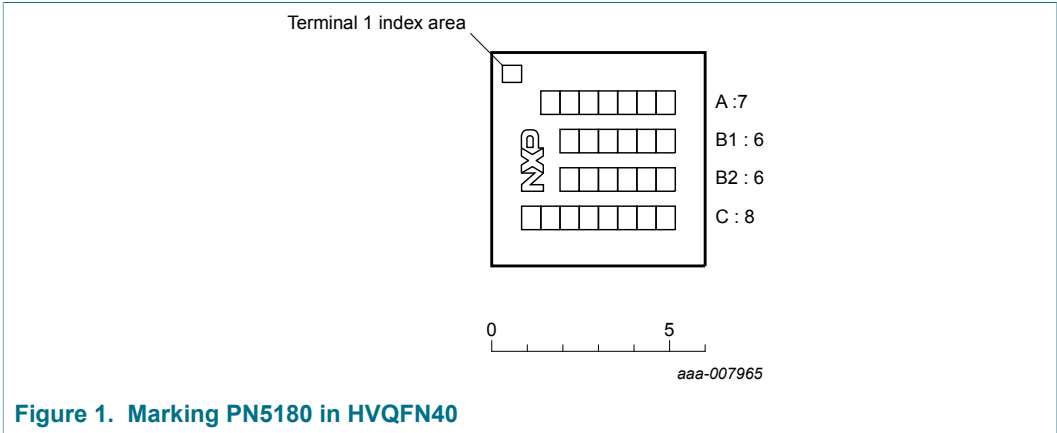 Terminal 1 index area
A :7
B1 : 6
B2 : 6
C : 8
NXP
0 5
aaa-007965
Figure 1. Marking PN5180 in HVQFN40